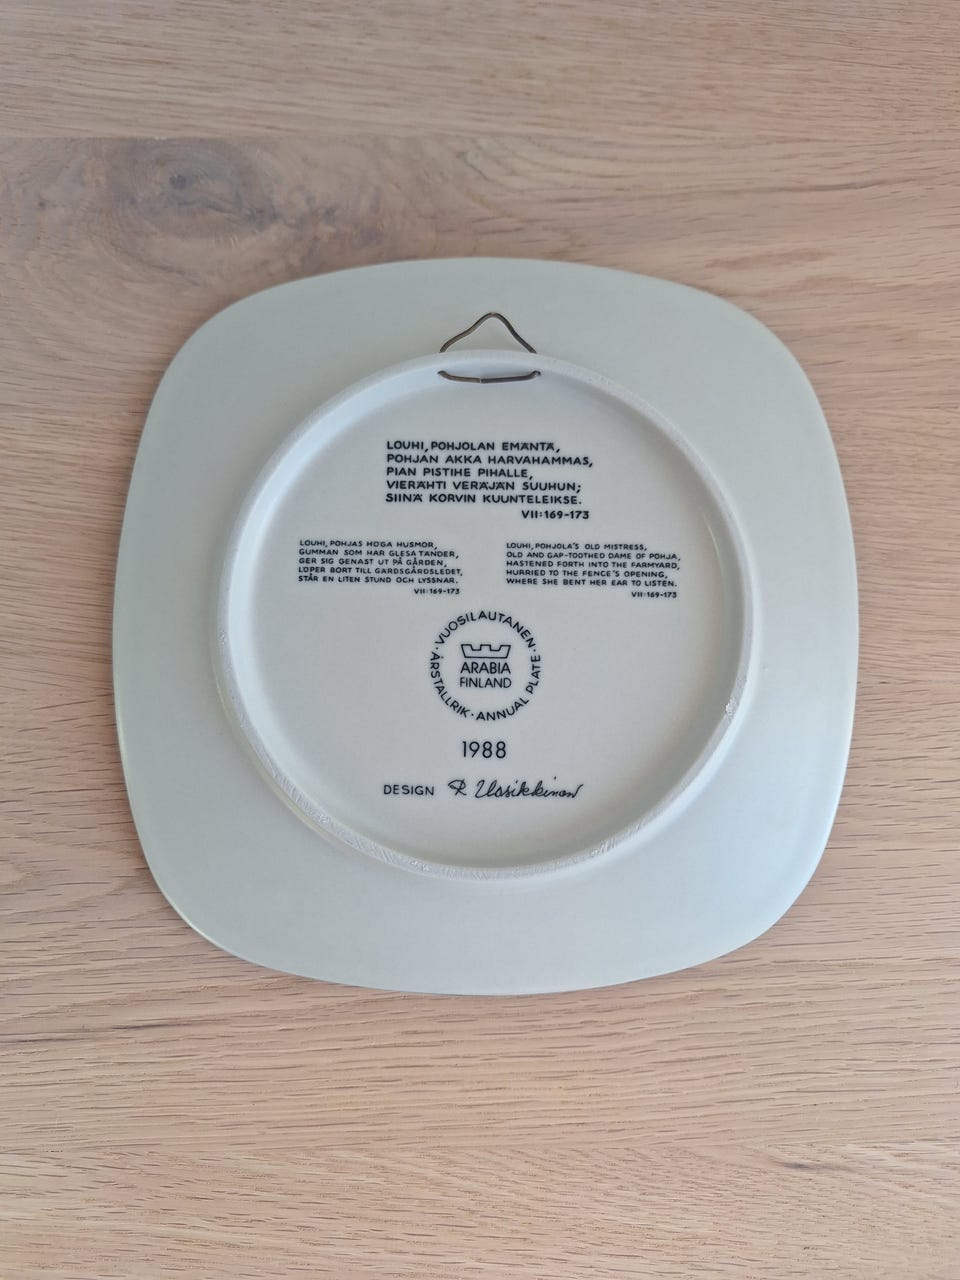 LOUHI, POHJOLAN EMÄNTÄ,
POHJAN AKKA HARVAHAMMAS,
PIAN PISTIHE PIHALLE,
VIERÄHTI VERÄJÄN SUUHUN;
SIINÄ KORVIN KUUNTELEIKSE.
VII:169-173
LOUHI, POHJAS HÖGA HUSMOR,
GUMMAN SOM HAR GLESA TÄNDER,
GER SIG GENAST UT PÅ GÅRDEN,
LÖPER BORT TILL GÄRDSGÅRDSLEDET,
STÅR EN LITEN STUND OCH LYSSNAR.
VII:169-173
LOUHI, POHJOLA'S OLD MISTRESS,
OLD AND GAP-TOOTHED DAME OF POHJA,
HASTENED FORTH INTO THE FARMYARD,
HURRIED TO THE FENCE'S OPENING,
WHERE SHE BENT HER EAR TO LISTEN.
VII:169-173
· VUOSILAUTANEN ·
ARABIA
FINLAND
ÅRSTALLRIK · ANNUAL PLATE
1988
DESIGN R Uosikkinen